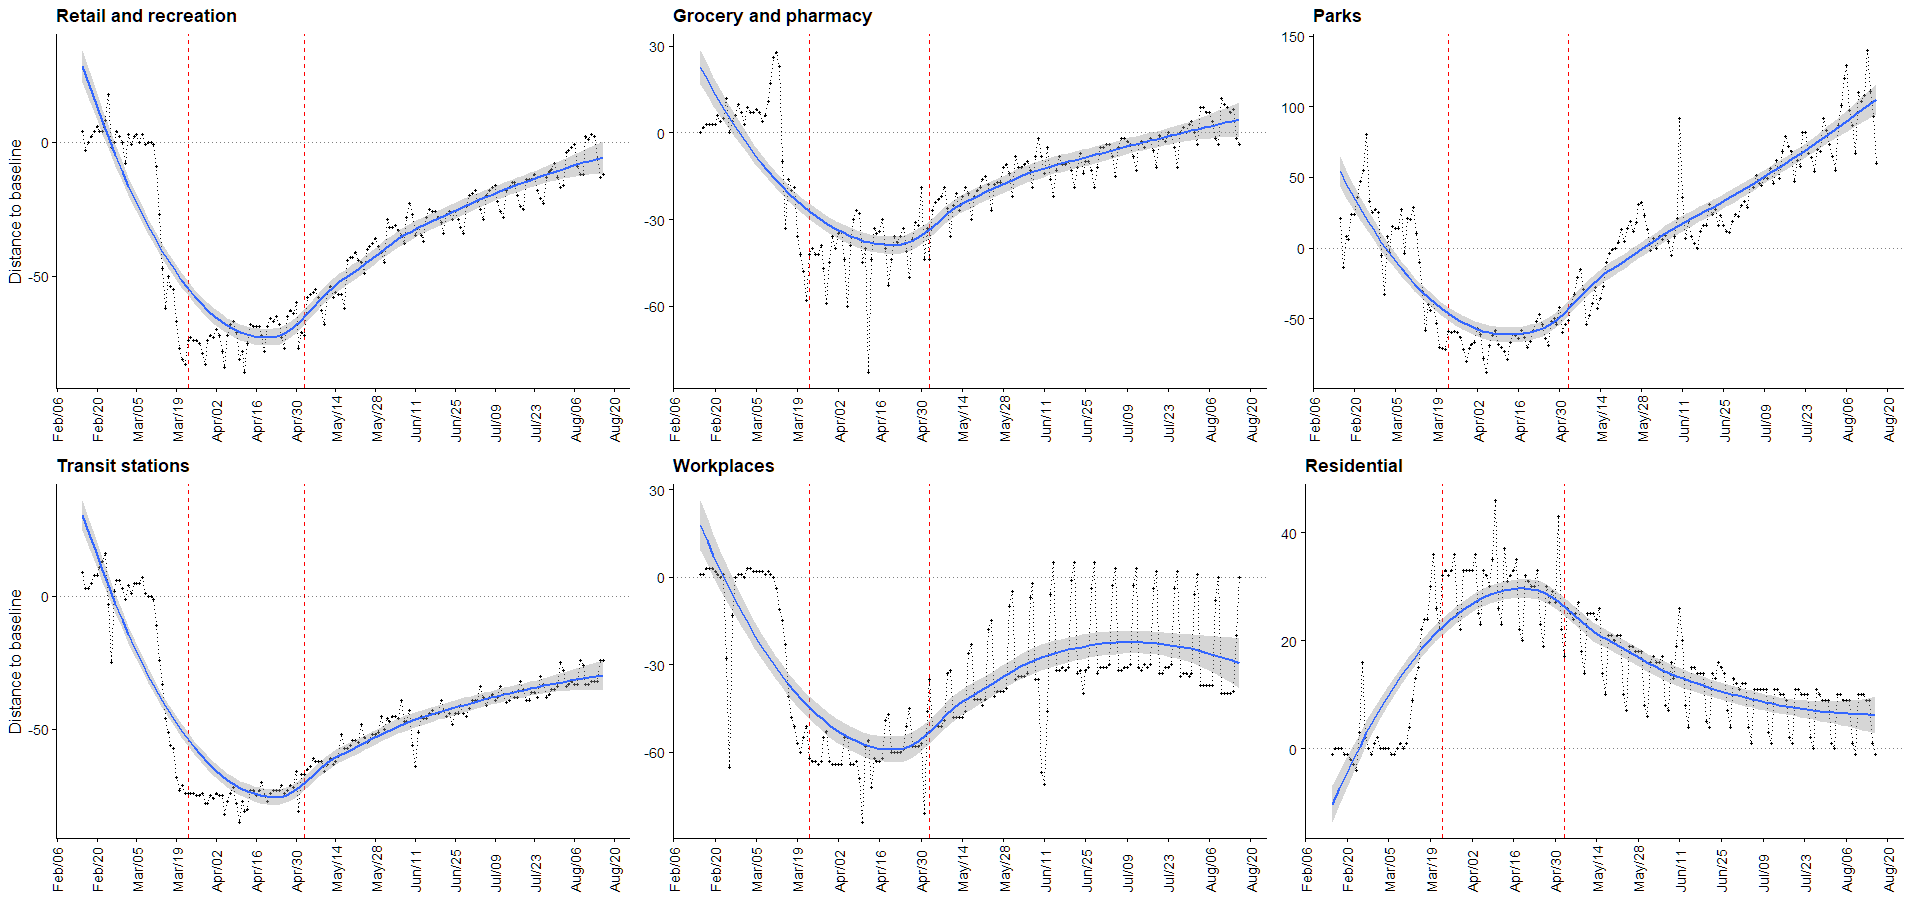 Retail and recreation
Distance to baseline
0
-50
Feb/06 Feb/20 Mar/05 Mar/19 Apr/02 Apr/16 Apr/30 May/14 May/28 Jun/11 Jun/25 Jul/09 Jul/23 Aug/06 Aug/20
Grocery and pharmacy
30
0
-30
-60
Feb/06 Feb/20 Mar/05 Mar/19 Apr/02 Apr/16 Apr/30 May/14 May/28 Jun/11 Jun/25 Jul/09 Jul/23 Aug/06 Aug/20
Parks
150
100
50
0
-50
Feb/06 Feb/20 Mar/05 Mar/19 Apr/02 Apr/16 Apr/30 May/14 May/28 Jun/11 Jun/25 Jul/09 Jul/23 Aug/06 Aug/20
Transit stations
Distance to baseline
0
-50
Feb/06 Feb/20 Mar/05 Mar/19 Apr/02 Apr/16 Apr/30 May/14 May/28 Jun/11 Jun/25 Jul/09 Jul/23 Aug/06 Aug/20
Workplaces
30
0
-30
-60
Feb/06 Feb/20 Mar/05 Mar/19 Apr/02 Apr/16 Apr/30 May/14 May/28 Jun/11 Jun/25 Jul/09 Jul/23 Aug/06 Aug/20
Residential
40
20
0
Feb/06 Feb/20 Mar/05 Mar/19 Apr/02 Apr/16 Apr/30 May/14 May/28 Jun/11 Jun/25 Jul/09 Jul/23 Aug/06 Aug/20